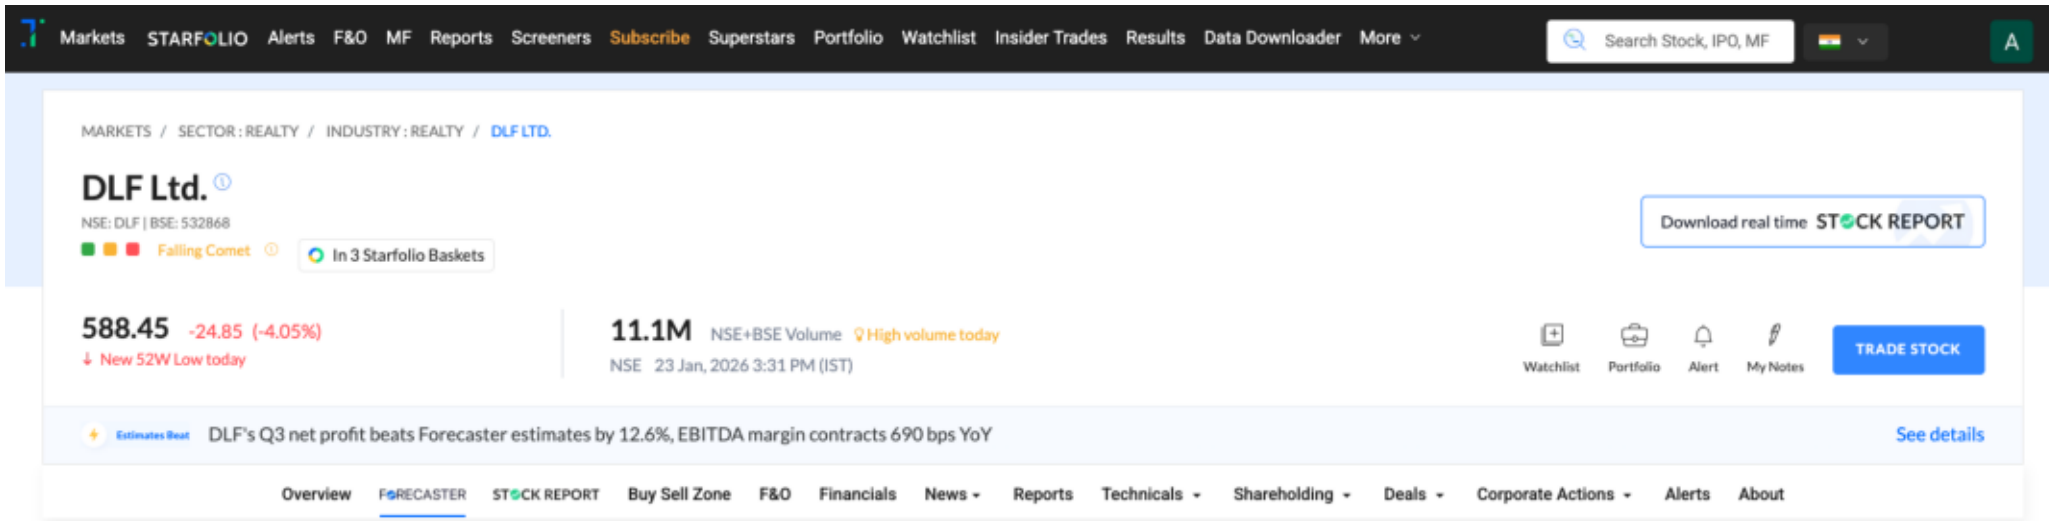 Markets STARFOLIO Alerts F&O MF Reports Screeners Subscribe Superstars Portfolio Watchlist Insider Trades Results Data Downloader More Search Stock, IPO, MF A
MARKETS / SECTOR : REALTY / INDUSTRY : REALTY / DLF LTD.
DLF Ltd.
NSE: DLF | BSE: 532868
Falling Comet In 3 Starfolio Baskets
Download real time STOCK REPORT
588.45 -24.85 (-4.05%)
↓ New 52W Low today
11.1M NSE+BSE Volume High volume today
NSE 23 Jan, 2026 3:31 PM (IST)
Watchlist Portfolio Alert My Notes TRADE STOCK
Estimates Beat DLF's Q3 net profit beats Forecaster estimates by 12.6%, EBITDA margin contracts 690 bps YoY See details
Overview FORECASTER STOCK REPORT Buy Sell Zone F&O Financials News Reports Technicals Shareholding Deals Corporate Actions Alerts About